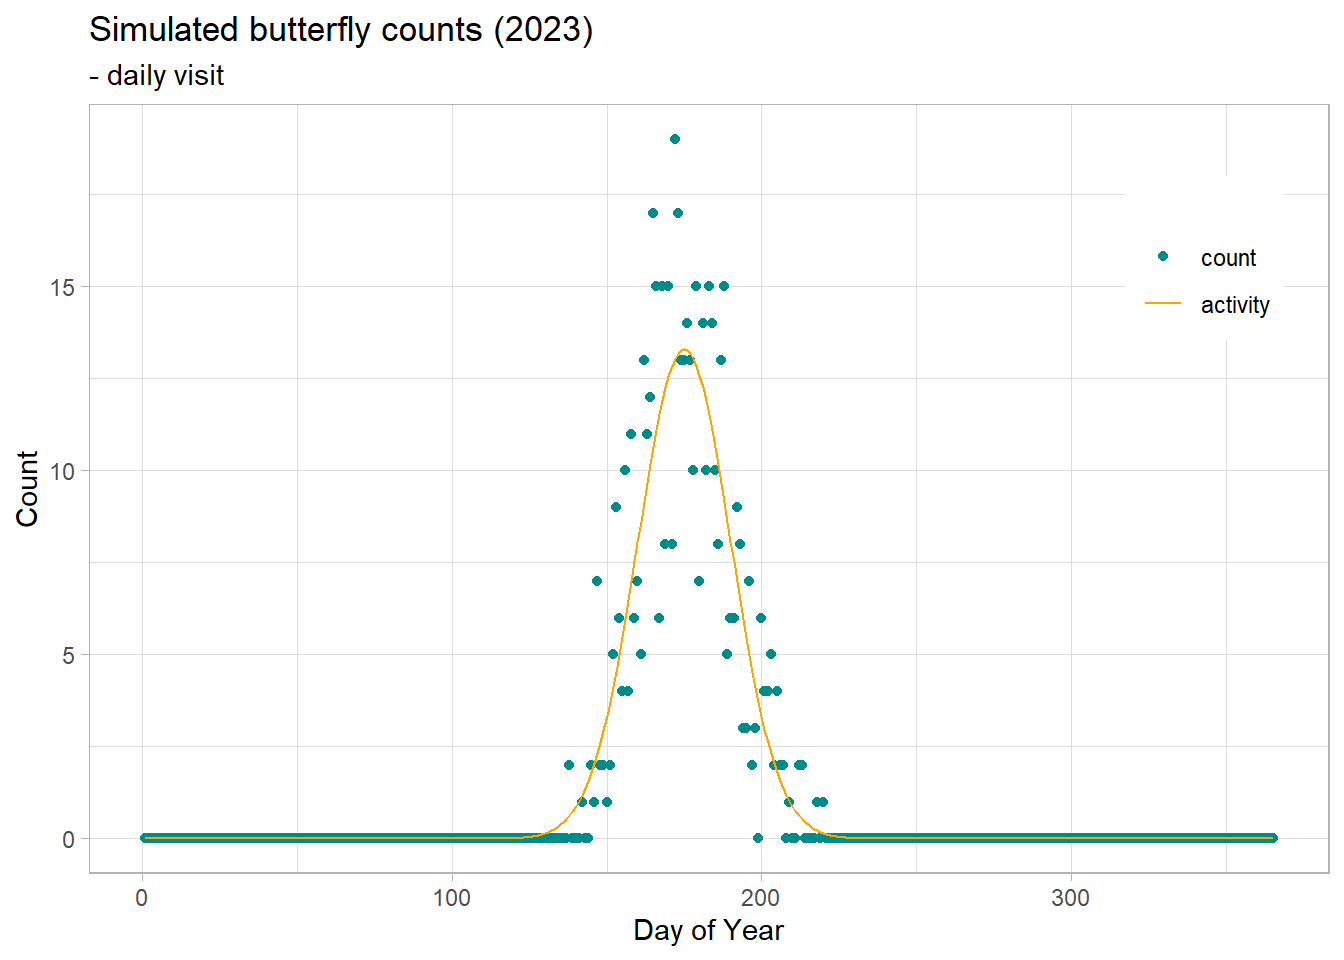 Simulated butterfly counts (2023)
- daily visit
Count
15
10
5
0
count
activity
0 100 200 300
Day of Year